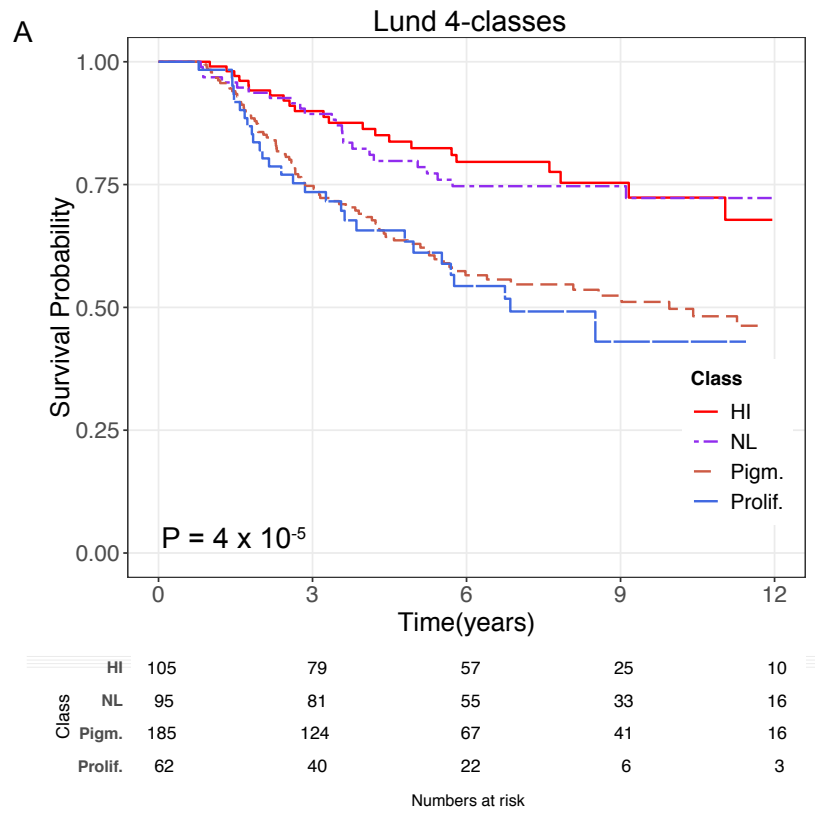 A
Lund 4-classes
Survival Probability
1.00
0.75
0.50
0.25
0.00
P = 4 x 10-5
Class
HI
NL
Pigm.
Prolif.
0 3 6 9 12
Time(years)
Class
HI 105 79 57 25 10
NL 95 81 55 33 16
Pigm. 185 124 67 41 16
Prolif. 62 40 22 6 3
Numbers at risk